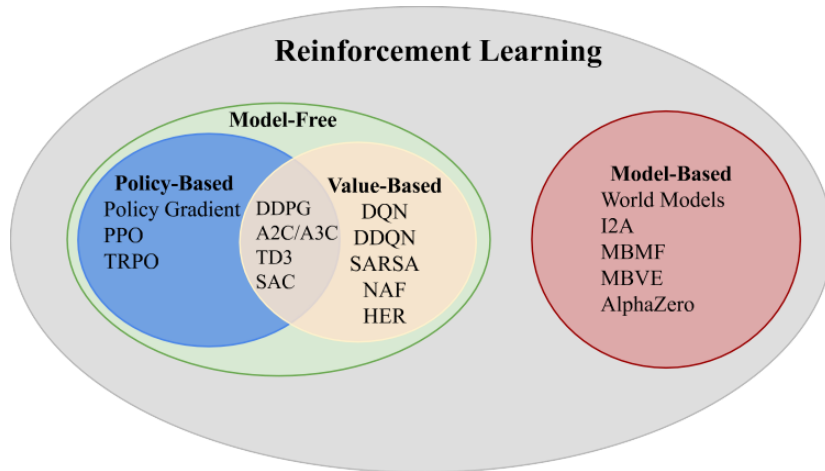 Reinforcement Learning
Model-Free
Policy-Based
Policy Gradient
PPO
TRPO
DDPG
A2C/A3C
TD3
SAC
Value-Based
DQN
DDQN
SARSA
NAF
HER
Model-Based
World Models
I2A
MBMF
MBVE
AlphaZero